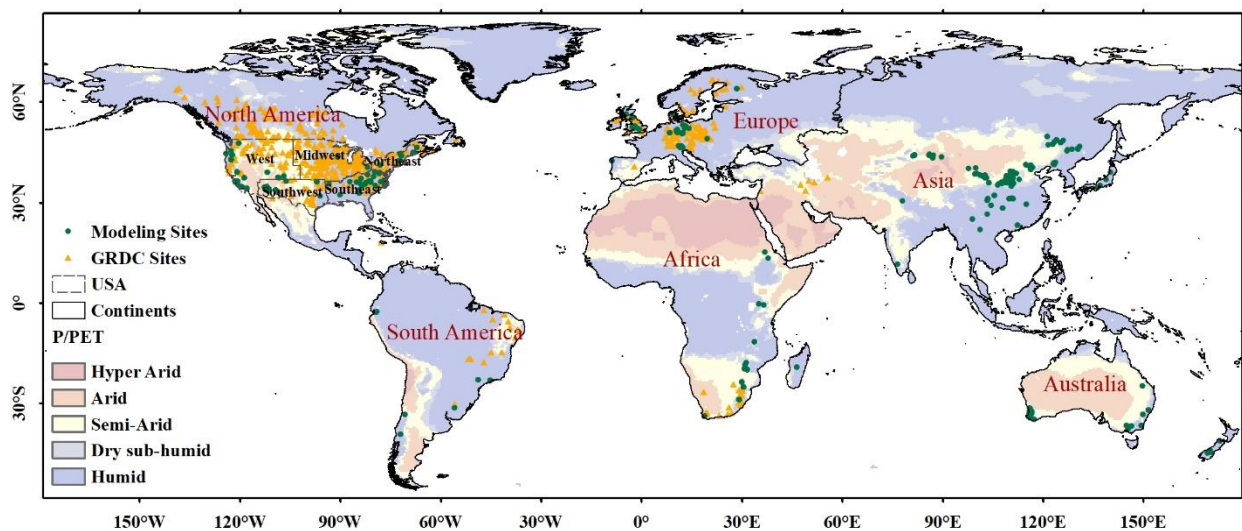 60°N
30°N
0°
30°S
North America
Europe
West
Midwest
Northeast
Southwest
Southeast
Asia
Africa
South America
Australia
Modeling Sites
GRDC Sites
USA
Continents
P/PET
Hyper Arid
Arid
Semi-Arid
Dry sub-humid
Humid
150°W 120°W 90°W 60°W 30°W 0° 30°E 60°E 90°E 120°E 150°E